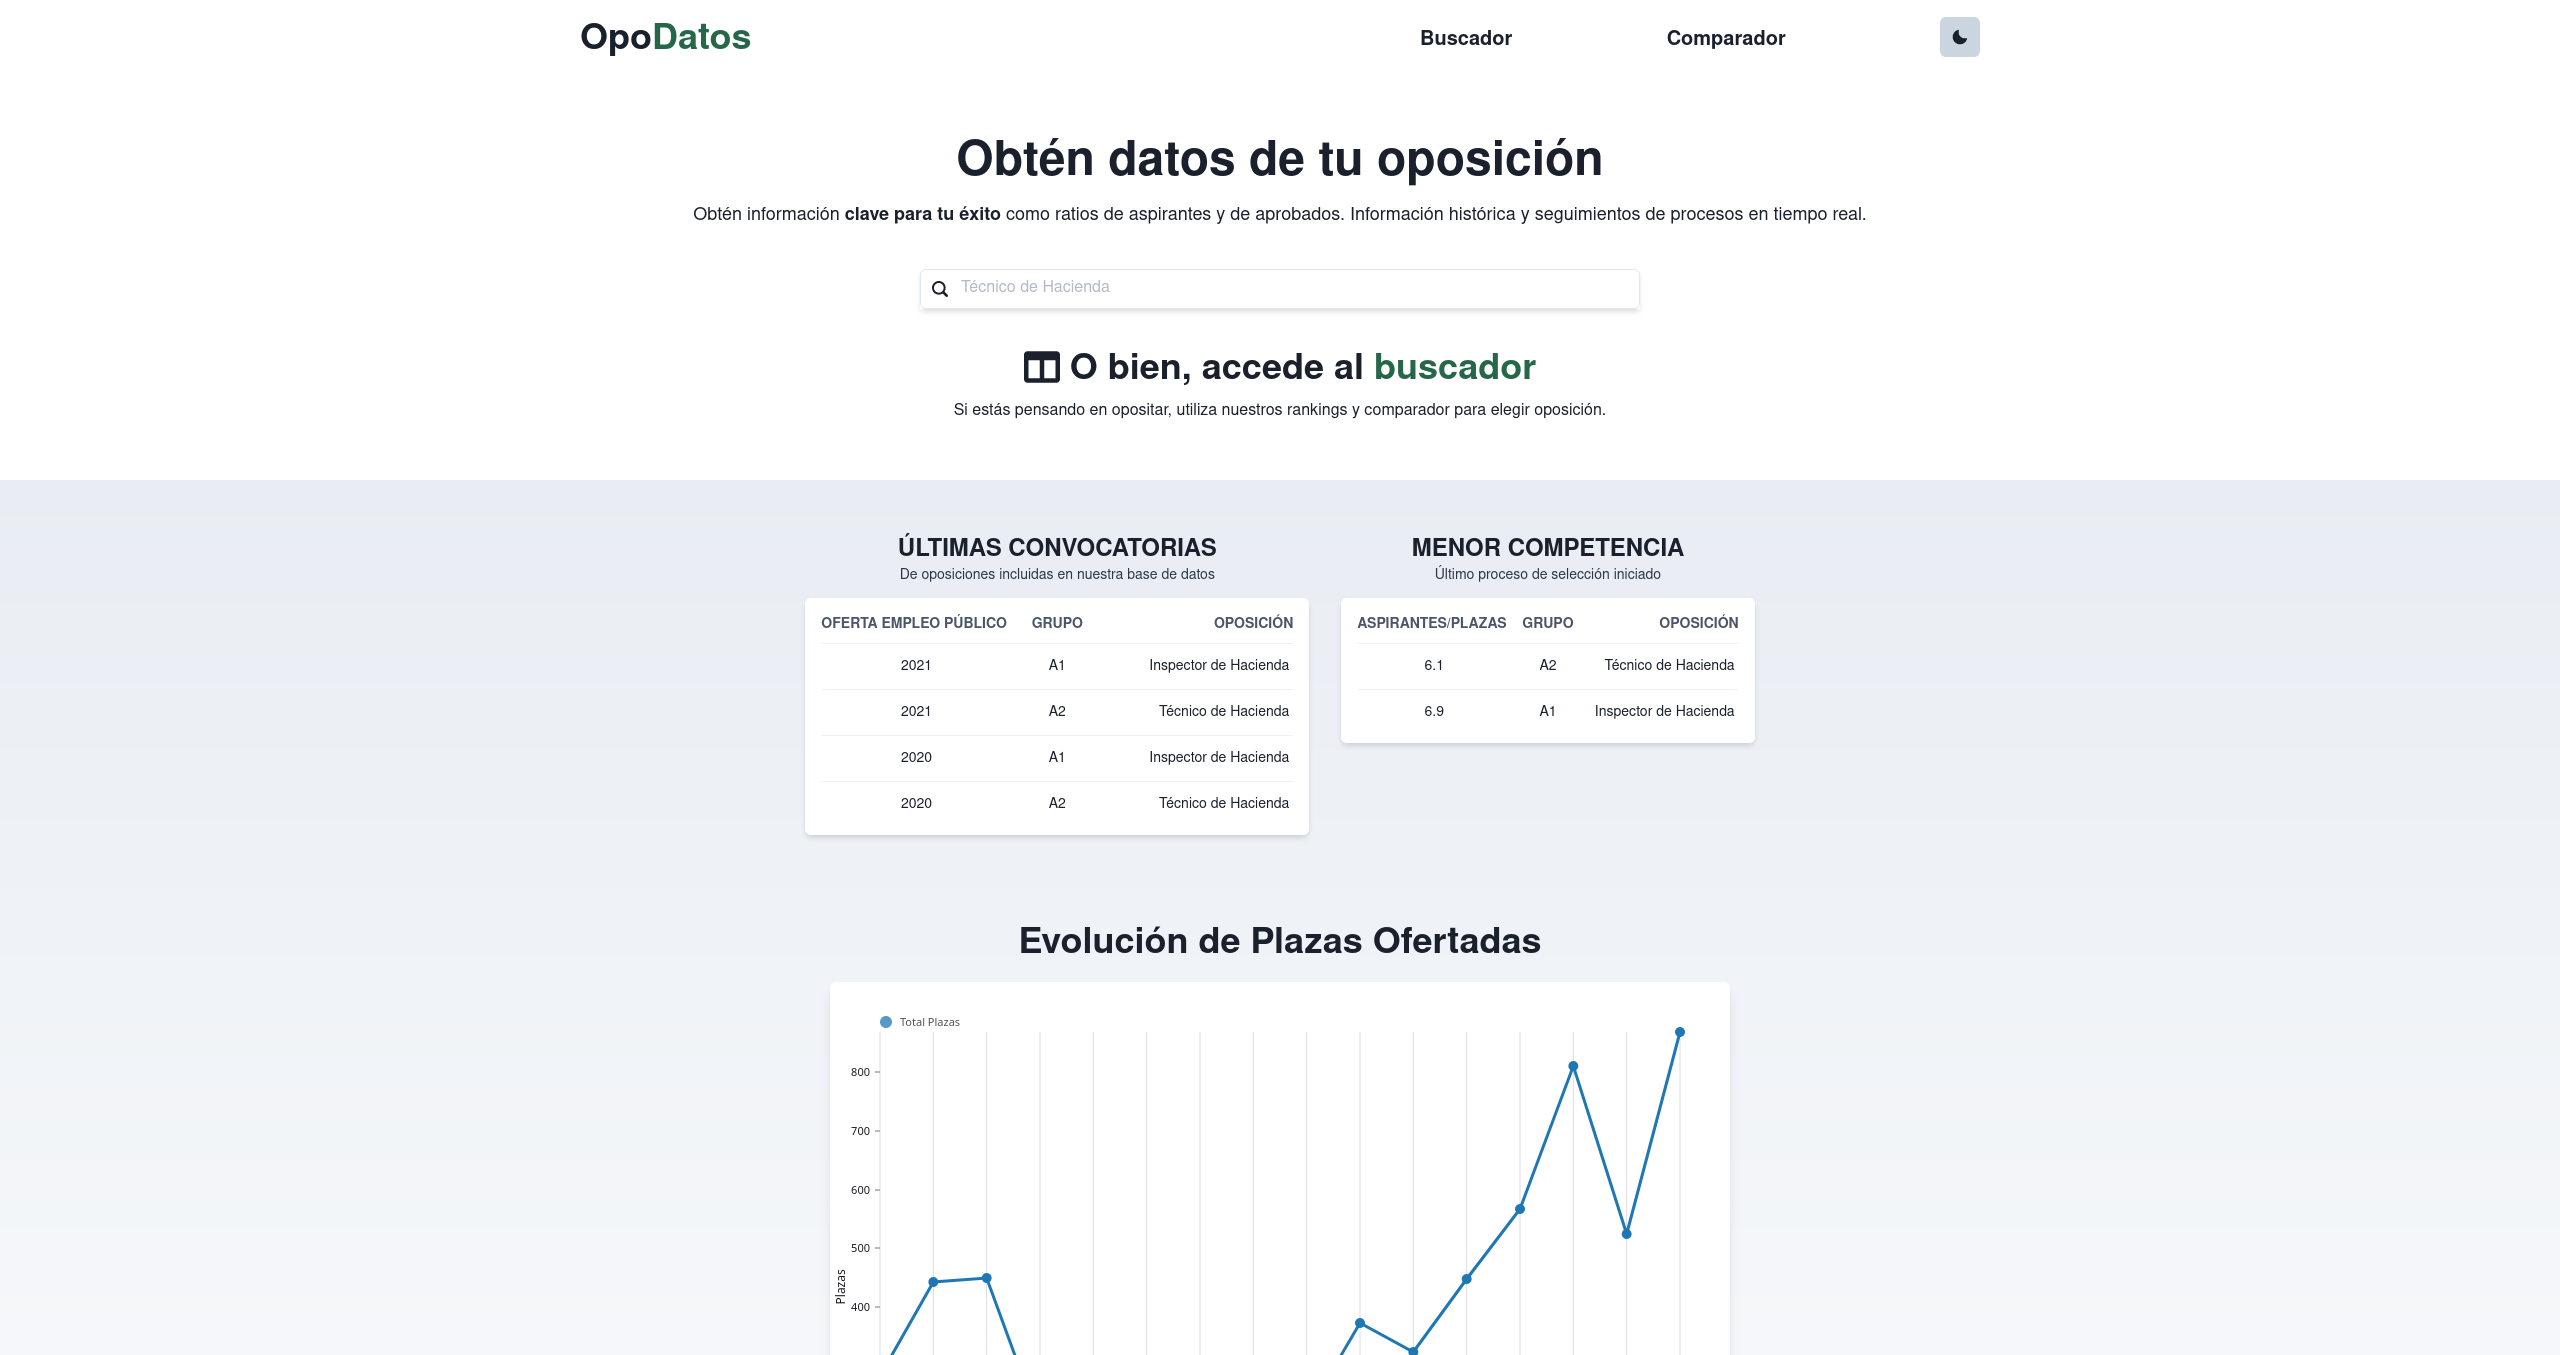 OpoDatos
Buscador
Comparador
Obtén datos de tu oposición
Obtén información clave para tu éxito como ratios de aspirantes y de aprobados. Información histórica y seguimientos de procesos en tiempo real.
Técnico de Hacienda
O bien, accede al buscador
Si estás pensando en opositar, utiliza nuestros rankings y comparador para elegir oposición.
ÚLTIMAS CONVOCATORIAS
De oposiciones incluidas en nuestra base de datos
OFERTA EMPLEO PÚBLICO GRUPO OPOSICIÓN
2021 A1 Inspector de Hacienda
2021 A2 Técnico de Hacienda
2020 A1 Inspector de Hacienda
2020 A2 Técnico de Hacienda
MENOR COMPETENCIA
Último proceso de selección iniciado
ASPIRANTES/PLAZAS GRUPO OPOSICIÓN
6.1 A2 Técnico de Hacienda
6.9 A1 Inspector de Hacienda
Evolución de Plazas Ofertadas
Total Plazas
800
700
600
500
400
Plazas